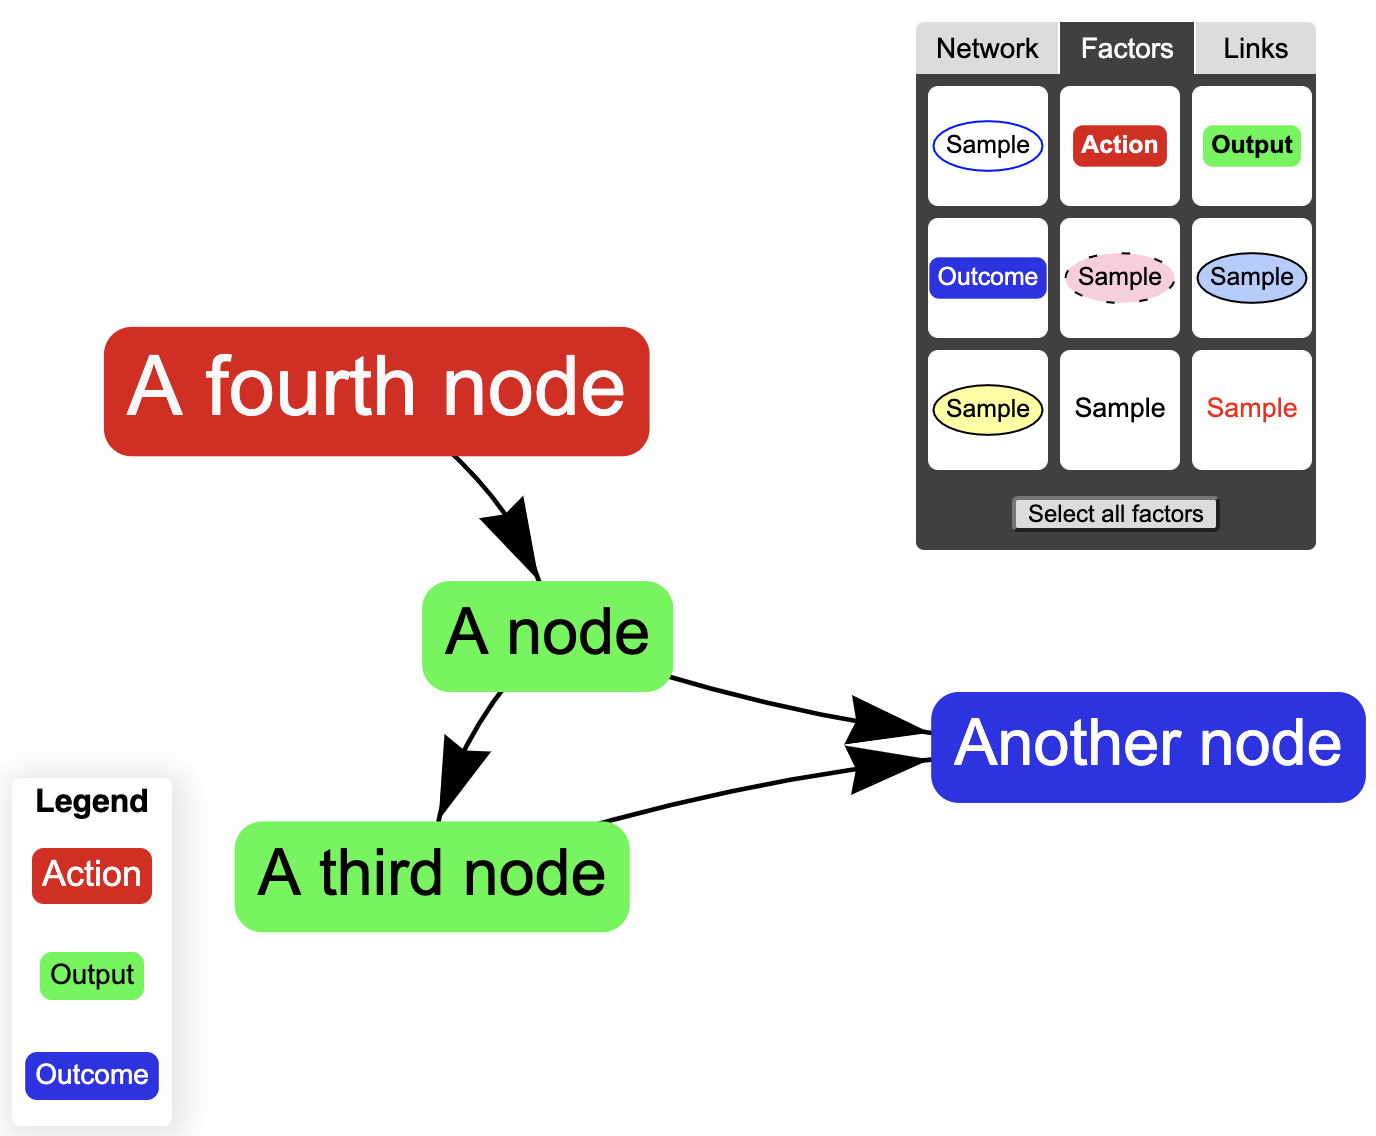 Network Factors Links
Sample Action Output
Outcome Sample Sample
Sample Sample Sample
Select all factors
A fourth node
A node
Another node
A third node
Legend
Action
Output
Outcome